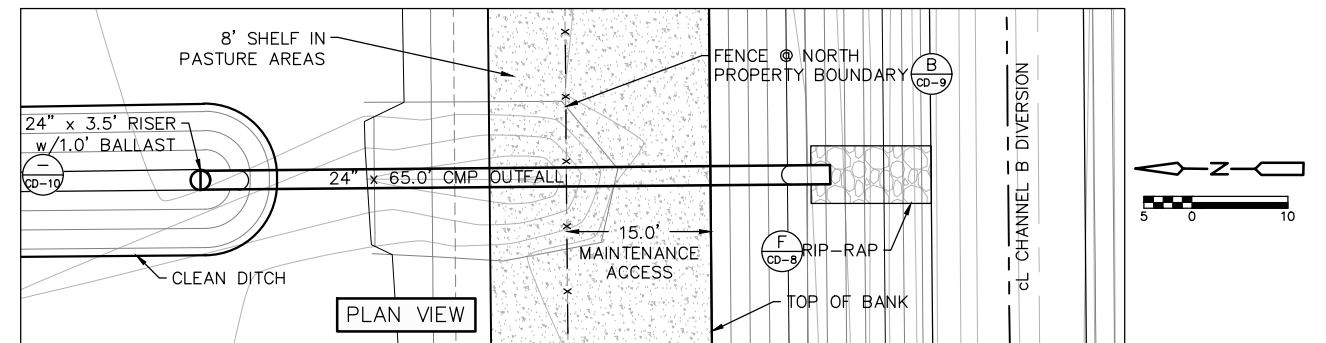 8' SHELF IN
PASTURE AREAS
FENCE @ NORTH
PROPERTY BOUNDARY
B
CD-9
24" x 3.5' RISER
w/1.0' BALLAST
–
CD-10
24" x 65.0' CMP OUTFALL
cL CHANNEL B DIVERSION
N
5 0 10
15.0'
MAINTENANCE
ACCESS
F
CD-8
RIP-RAP
CLEAN DITCH
TOP OF BANK
PLAN VIEW